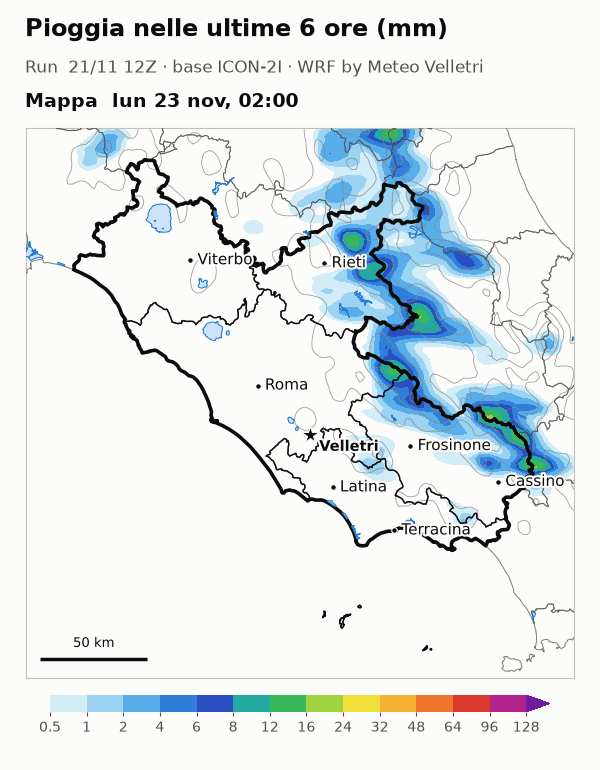 Pioggia nelle ultime 6 ore (mm)
Run 21/11 12Z · base ICON-2I · WRF by Meteo Velletri
Mappa lun 23 nov, 02:00
Viterbo
Rieti
Roma
Velletri
Frosinone
Latina
Cassino
Terracina
50 km
0.5 1 2 4 6 8 12 16 24 32 48 64 96 128